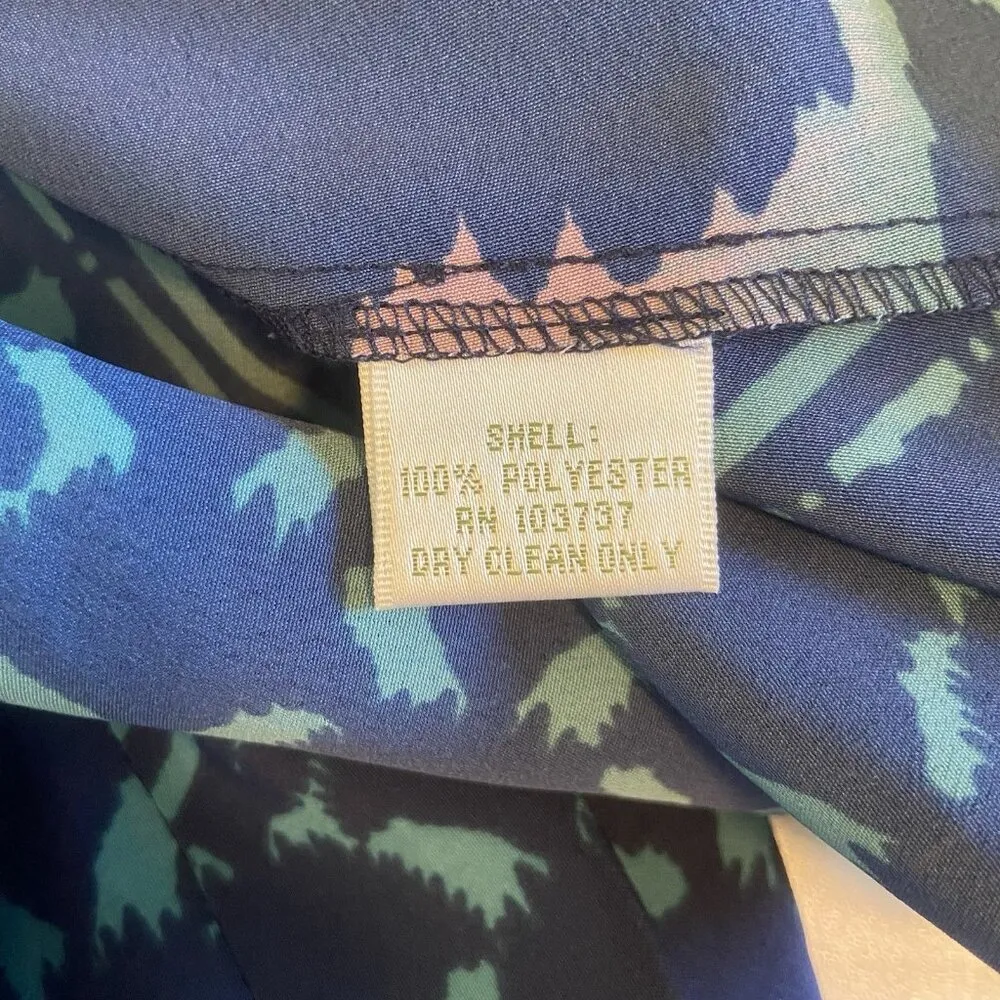 SHELL:
100% POLYESTER
RN 103737
DRY CLEAN ONLY